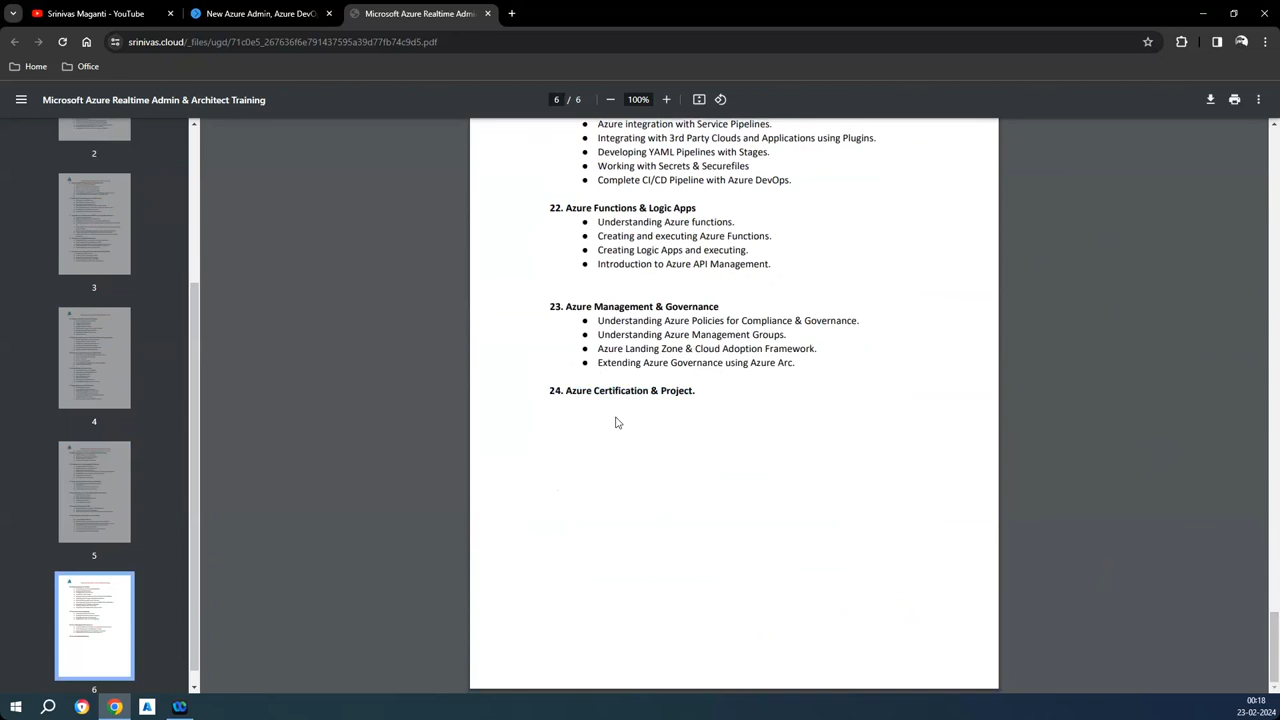 Srinivas Maganti - YouTube
New Azure Admin, Azure DevO
Microsoft Azure Realtime Admi
srinivas.cloud/_files/ugd/71c0e5_267636f6e791437595a39d77fb74c9d5.pdf
Home
Office
Microsoft Azure Realtime Admin & Architect Training
6 / 6
100%
● Azure integration with Service Pipelines.
● Integrating with 3rd Party Clouds and Applications using Plugins.
● Developing YAML Pipelines with Stages.
● Working with Secrets & Securefiles
● Complete CI/CD Pipeline with Azure DevOps.
22. Azure Functions & Logic Apps
● Understanding Azure functions.
● Creating and executing Azure Functions.
● Creating Logic Apps and executing.
● Introduction to Azure API Management.
23. Azure Management & Governance
● Understanding Azure Policies for Compliance & Governance.
● Understanding Azure Management Groups.
● Azure Landing Zone & Cloud Adoption Framework.
● Extending Azure Governance using Azure Arc.
24. Azure Certification & Project.
2
3
4
5
6
00:18
23-02-2024